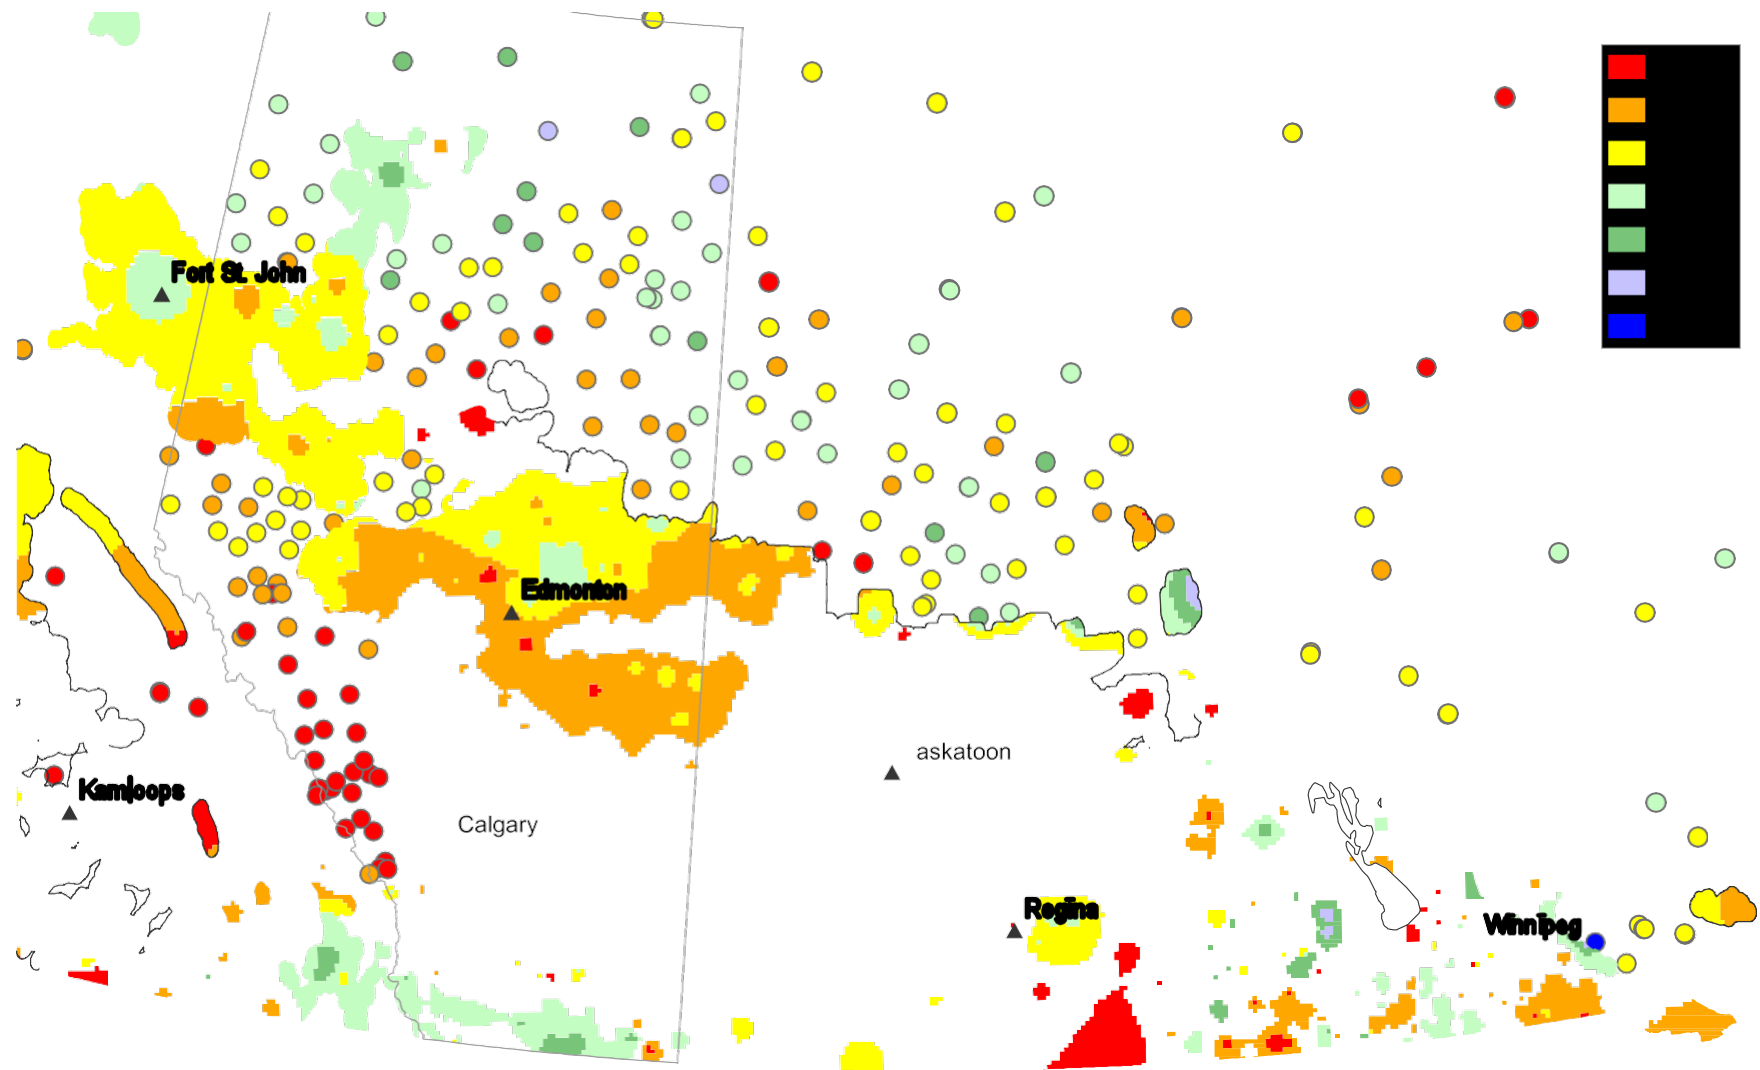 Fort St. John
Edmonton
askatoon
Kamloops
Calgary
Regina
Winnipeg